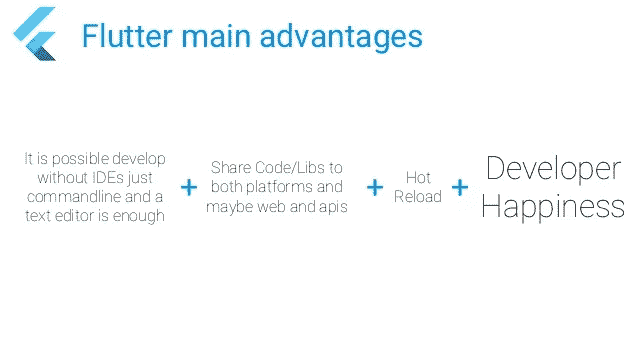 Flutter main advantages
It is possible develop
without IDEs just
commandline and a
text editor is enough
+
Share Code/Libs to
both platforms and
maybe web and apis
+
Hot
Reload
+
Developer
Happiness